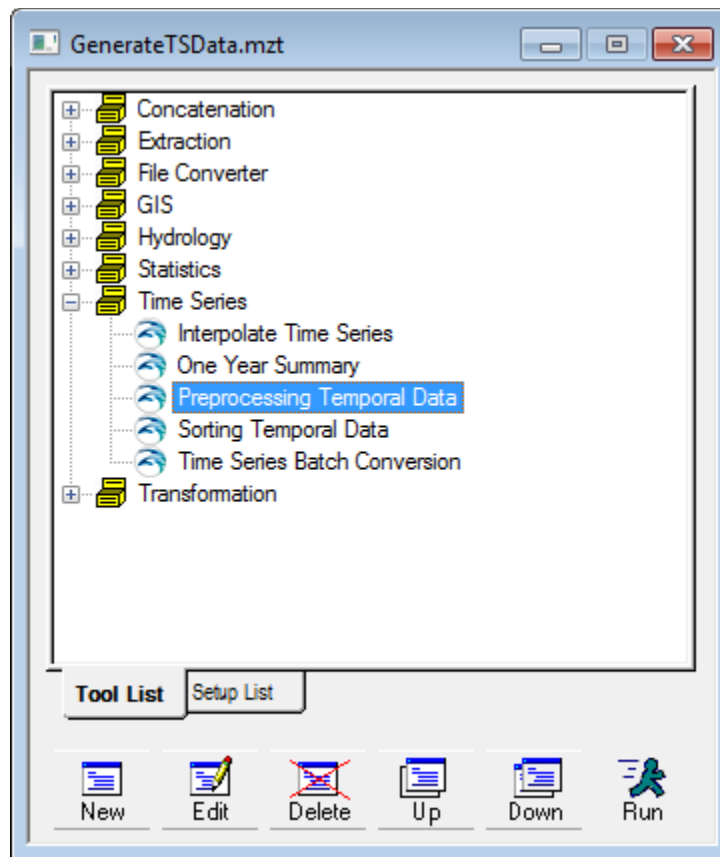 GenerateTSData.mzt
Concatenation
Extraction
File Converter
GIS
Hydrology
Statistics
Time Series
Interpolate Time Series
One Year Summary
Preprocessing Temporal Data
Sorting Temporal Data
Time Series Batch Conversion
Transformation
Tool List Setup List
New Edit Delete Up Down Run